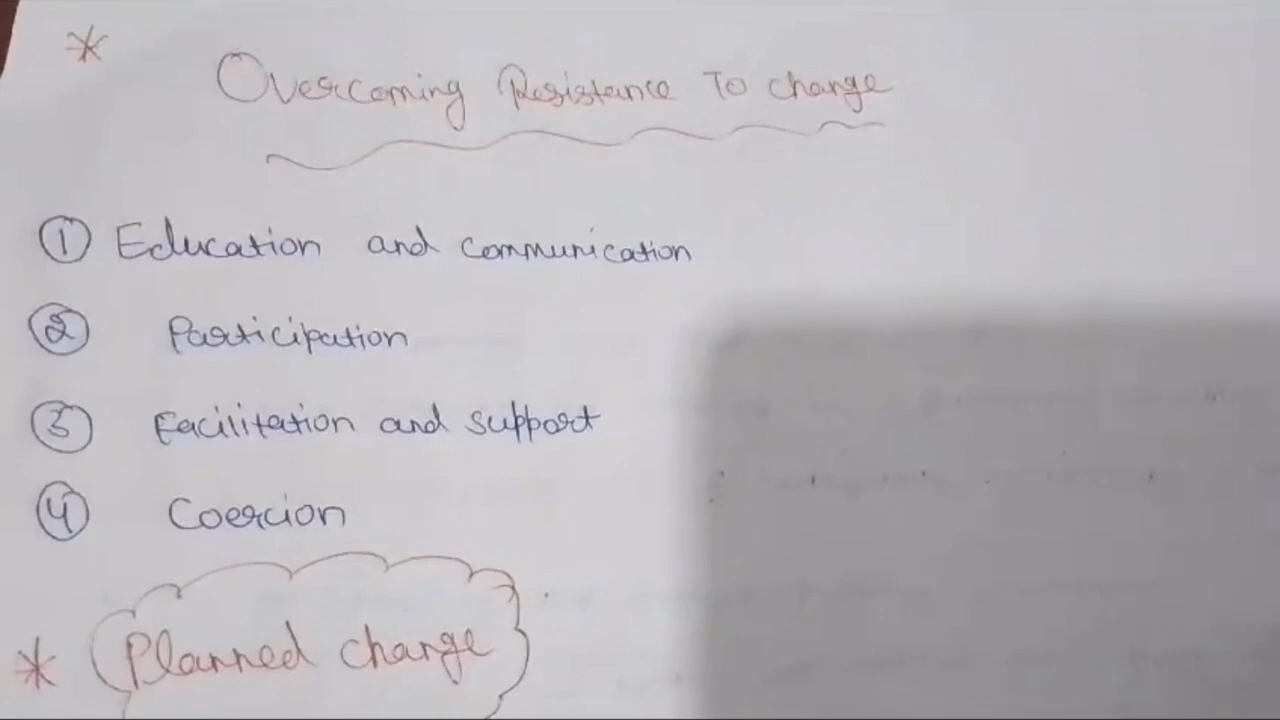 * Overcoming Resistance To change
① Education and communication
② Participation
③ Facilitation and support
④ Coercion
* Planned change